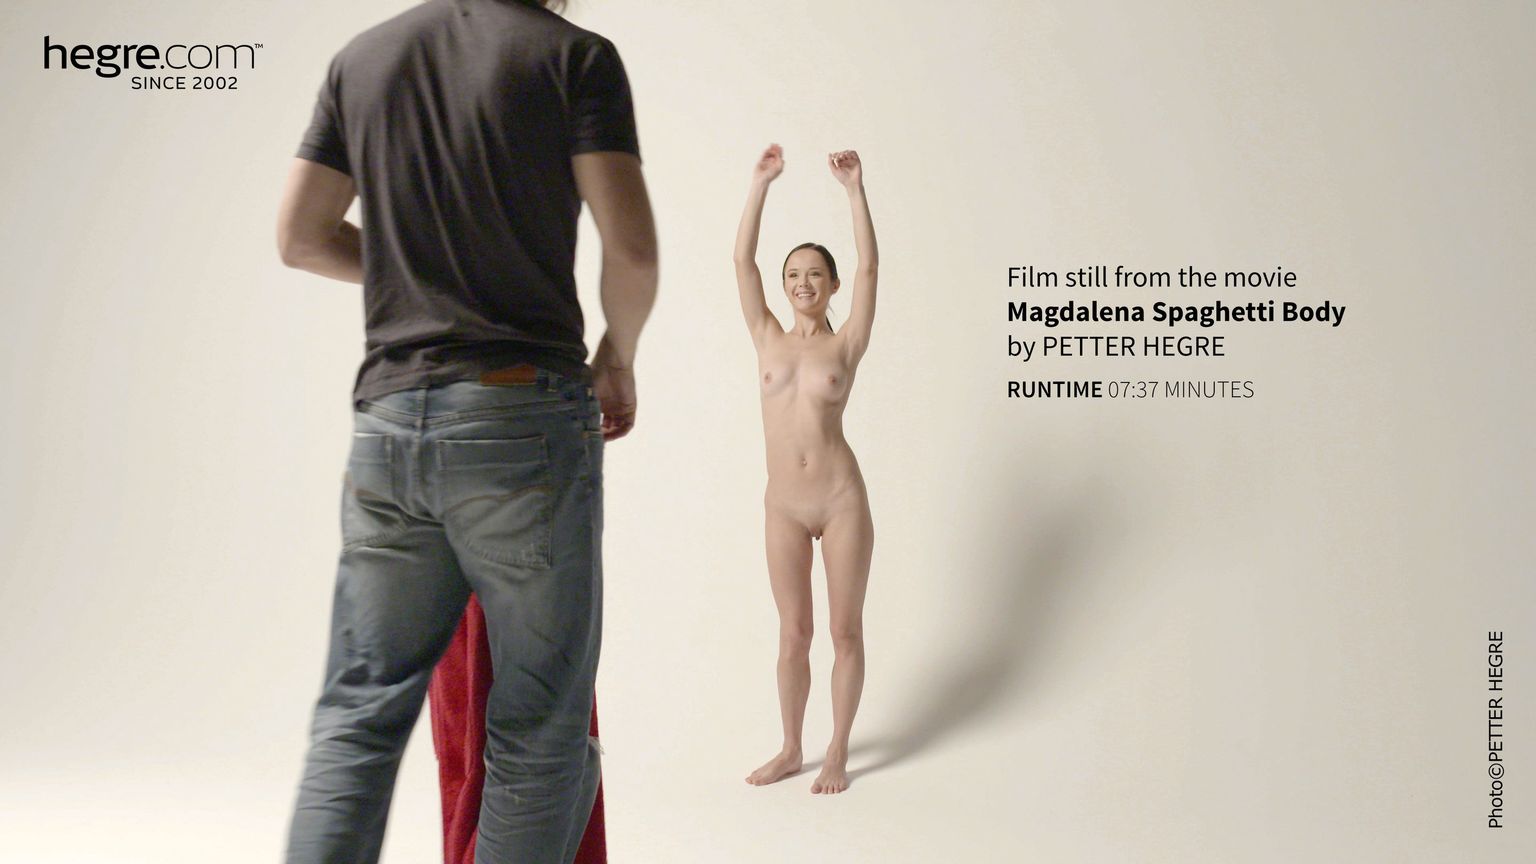 hegre.com™
SINCE 2002
Film still from the movie
Magdalena Spaghetti Body
by PETTER HEGRE
RUNTIME 07:37 MINUTES
Photo©PETTER HEGRE